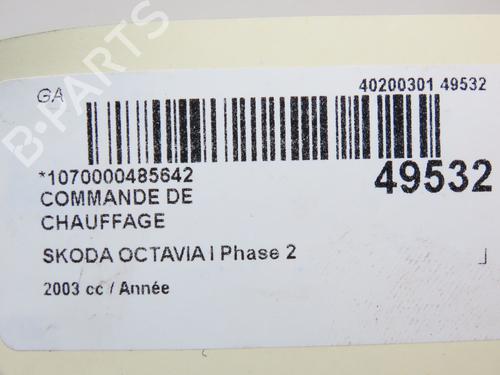 B-PARTS
GA
40200301 49532
*1070000485642
49532
COMMANDE DE
CHAUFFAGE
SKODA OCTAVIA I Phase 2
J
2003 cc / Année